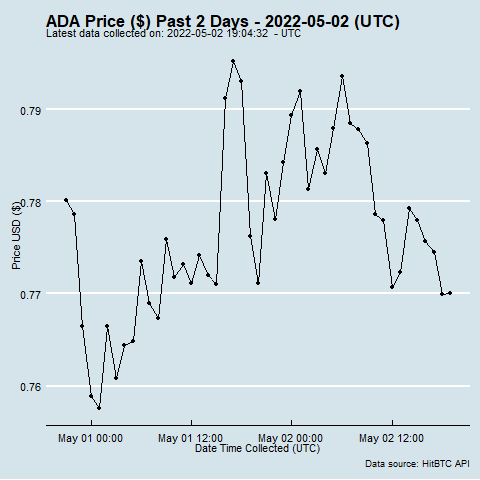 ADA Price ($) Past 2 Days - 2022-05-02 (UTC)
Latest data collected on: 2022-05-02 19:04:32  - UTC
0.79
0.78
0.77
0.76
Price USD ($)
May 01 00:00
May 01 12:00
May 02 00:00
May 02 12:00
Date Time Collected (UTC)
Data source: HitBTC API